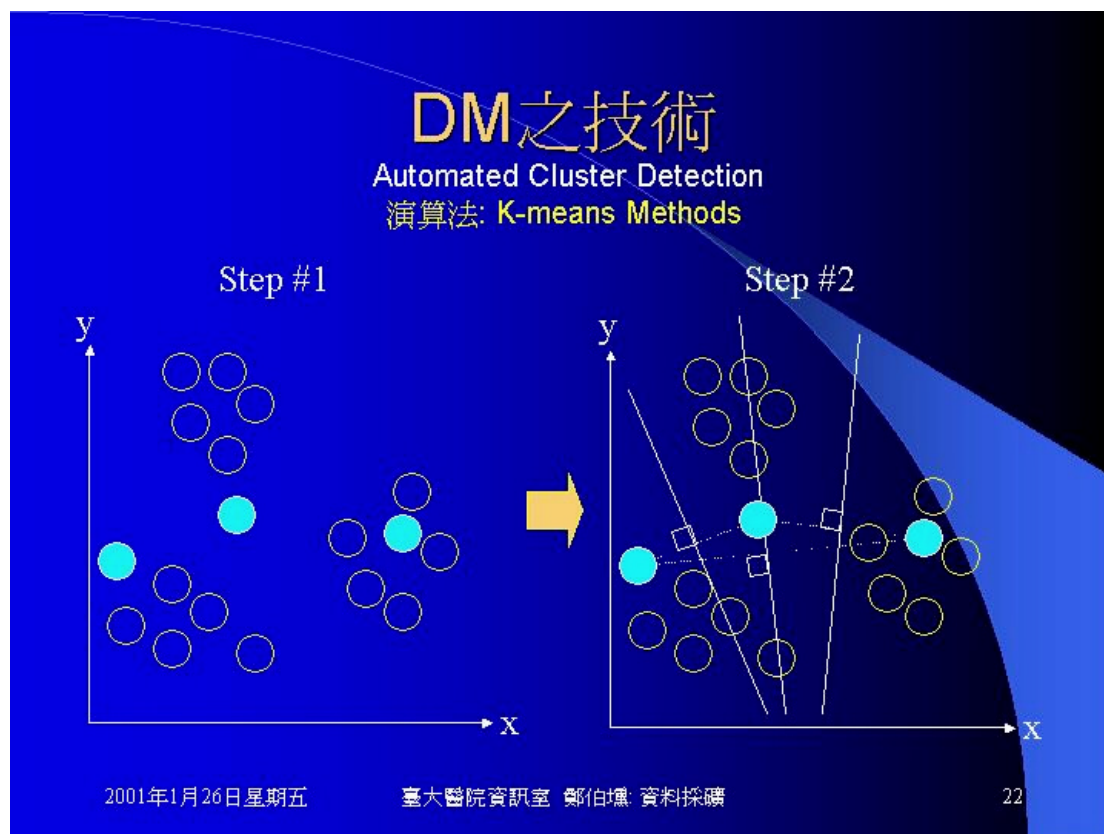 DM之技術
Automated Cluster Detection
演算法: K-means Methods
Step #1
Step #2
y
x
y
x
2001年1月26日星期五
臺大醫院資訊室 鄭伯壎: 資料採礦
22